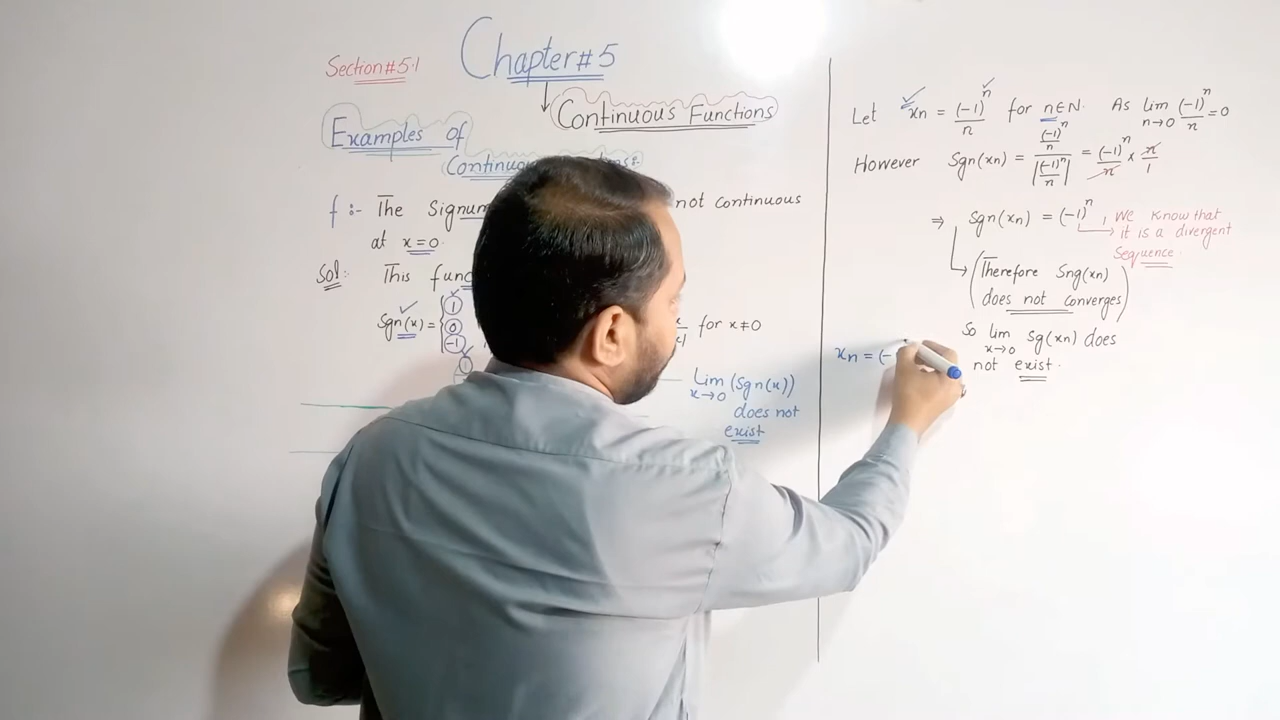 Section #5.1
Chapter #5
Continuous Functions
Examples of
f :- The Signum not continuous
at x=0.
Sol: This
Sgn(x) = { 1 0 -1 for x≠0
Lim x→0 (Sgn(x))
does not
exist
Let xn = (-1)^n/n for n∈N. As lim n→0 (-1)^n/n = 0
However Sgn(xn) = ((-1)^n/n)/|(-1)^n/n| = (-1)^n/n × n/1
⇒ Sgn(xn) = (-1)^n, We Know that
it is a divergent
Sequence.
(Therefore Sng(xn)
does not converges)
So lim x→0 Sg(xn) does
not exist.
xn = (-